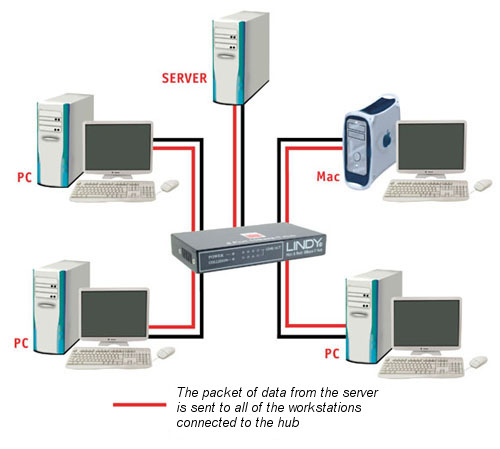 SERVER
PC
Mac
LINDY
POWER
COLLISION
PC
PC
The packet of data from the server
is sent to all of the workstations
connected to the hub